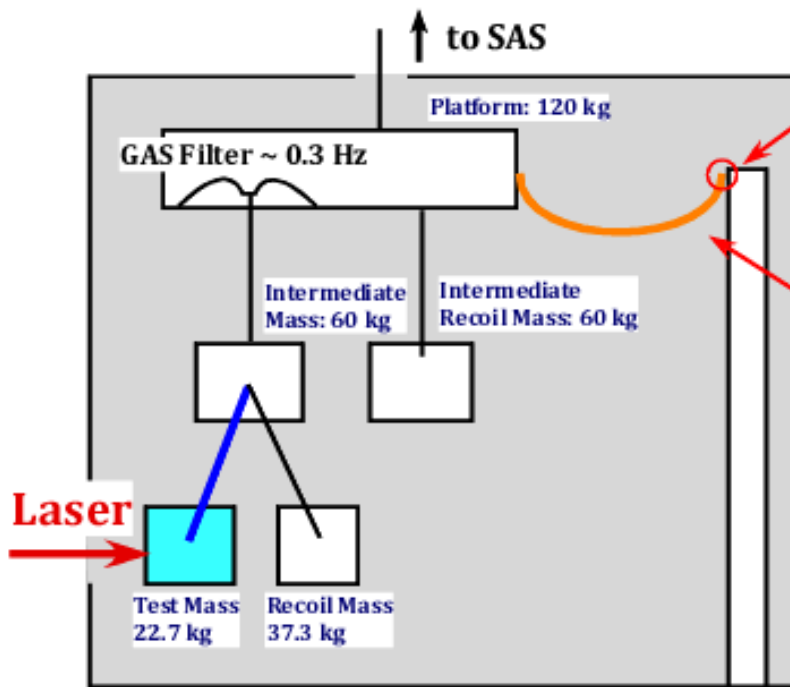 to SAS
Platform: 120 kg
GAS Filter ~ 0.3 Hz
Intermediate
Mass: 60 kg
Intermediate
Recoil Mass: 60 kg
Laser
Test Mass
22.7 kg
Recoil Mass
37.3 kg